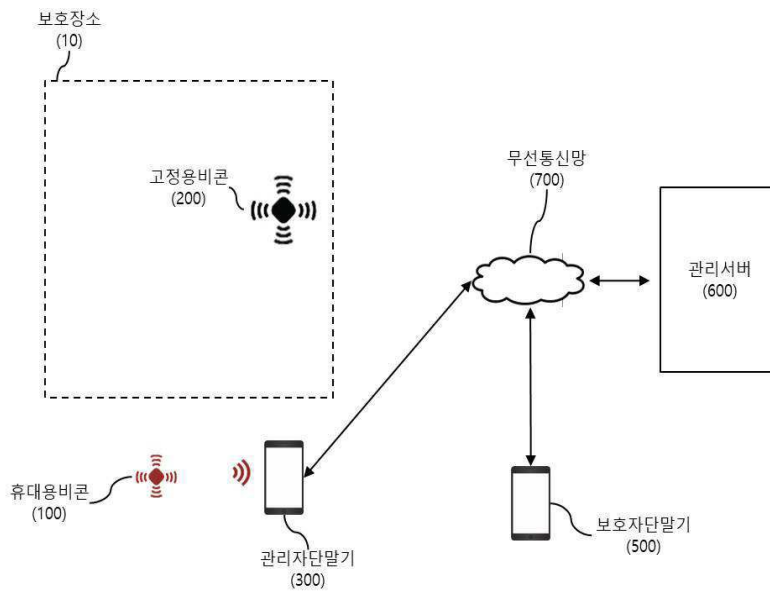 보호장소
(10)
고정용비콘
(200)
무선통신망
(700)
관리서버
(600)
휴대용비콘
(100)
관리자단말기
(300)
보호자단말기
(500)